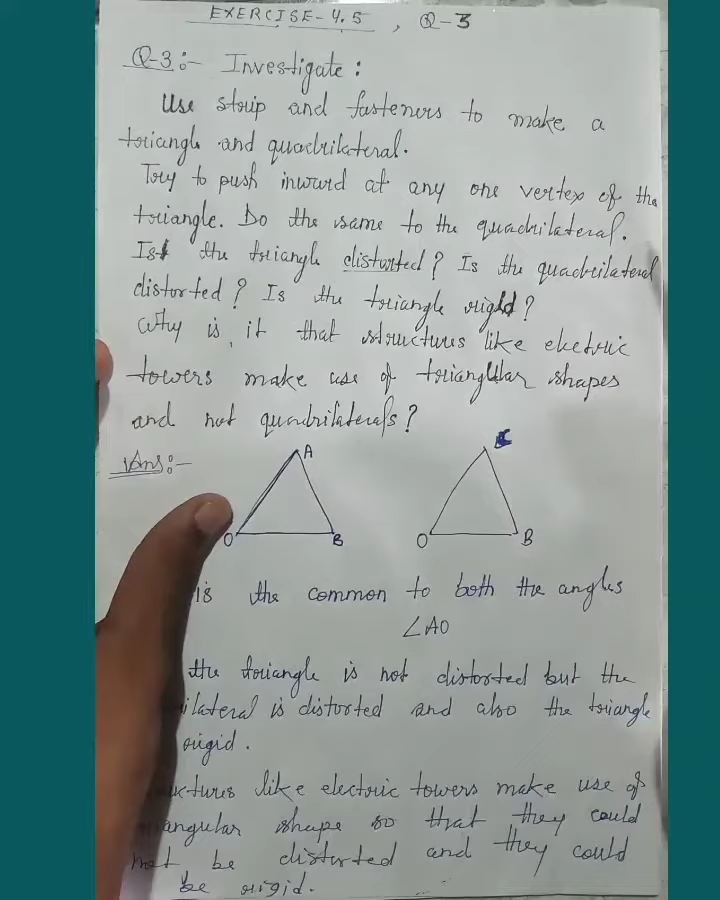 EXERCISE-4.5, Q-3
Q-3:- Investigate:
Use strip and fasteners to make a
triangle and quadrilateral.
Try to push inward at any one vertex of the
triangle. Do the same to the quadrilateral.
Is the triangle distorted? Is the quadrilateral
distorted? Is the triangle rigid?
Why is it that structures like electric
towers make use of triangular shapes
and not quadrilaterals?
Ans:-
A
O B
O B
is the common to both the angles
∠AO
the triangle is not distorted but the
ilateral is distorted and also the triangle
rigid.
uctures like electric towers make use of
iangular shape so that they could
not be distorted and they could
be rigid.